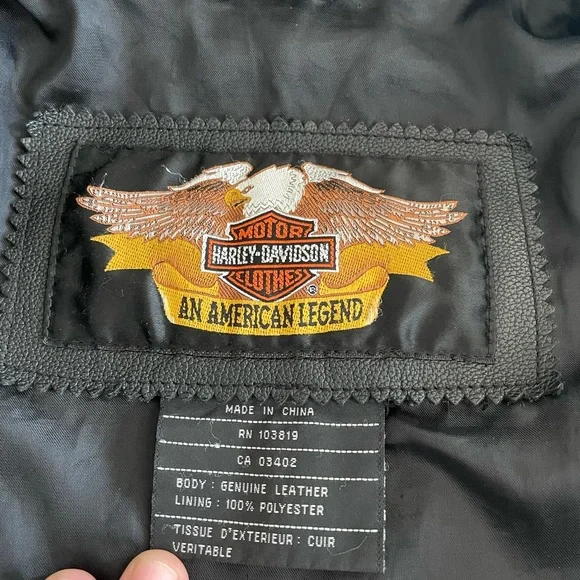 MOTOR
HARLEY-DAVIDSON
CLOTHES
®
AN AMERICAN LEGEND
MADE IN CHINA
RN 103819
CA 03402
BODY : GENUINE LEATHER
LINING : 100% POLYESTER
TISSUE D'EXTERIEUR : CUIR
VERITABLE